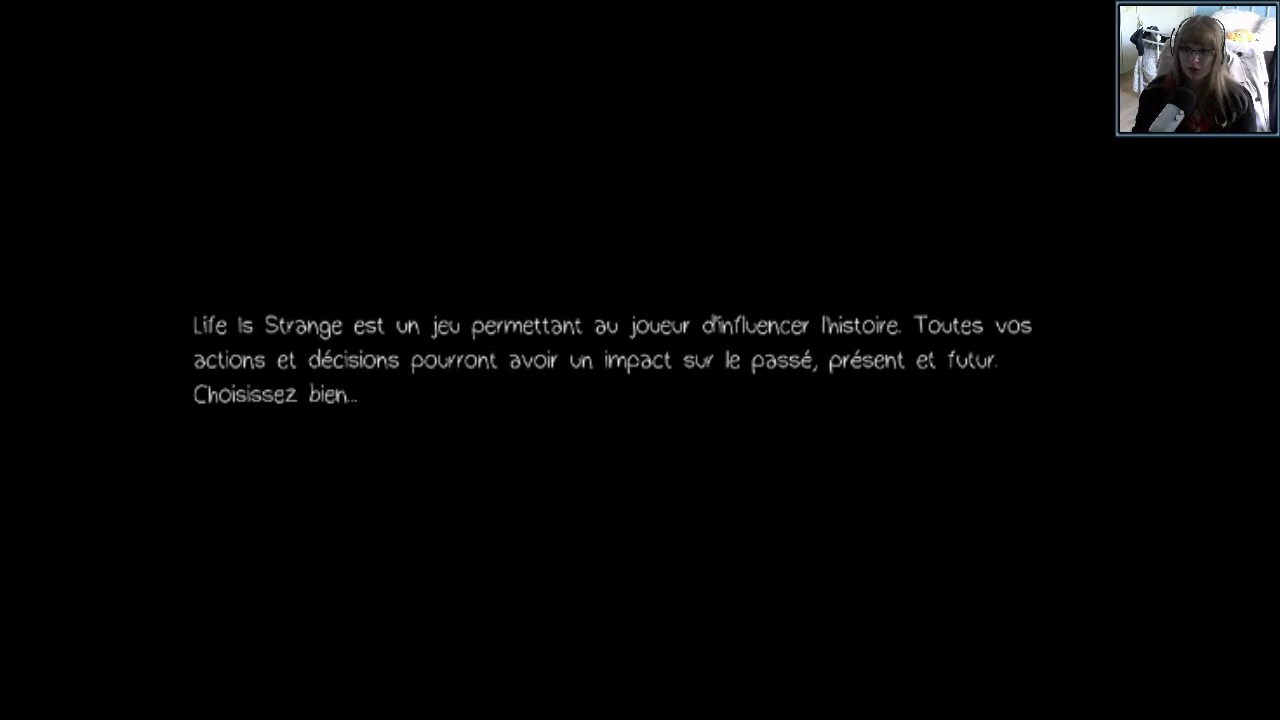 Life Is Strange est un jeu permettant au joueur d'influencer l'histoire. Toutes vos
actions et décisions pourront avoir un impact sur le passé, présent et futur.
Choisissez bien...